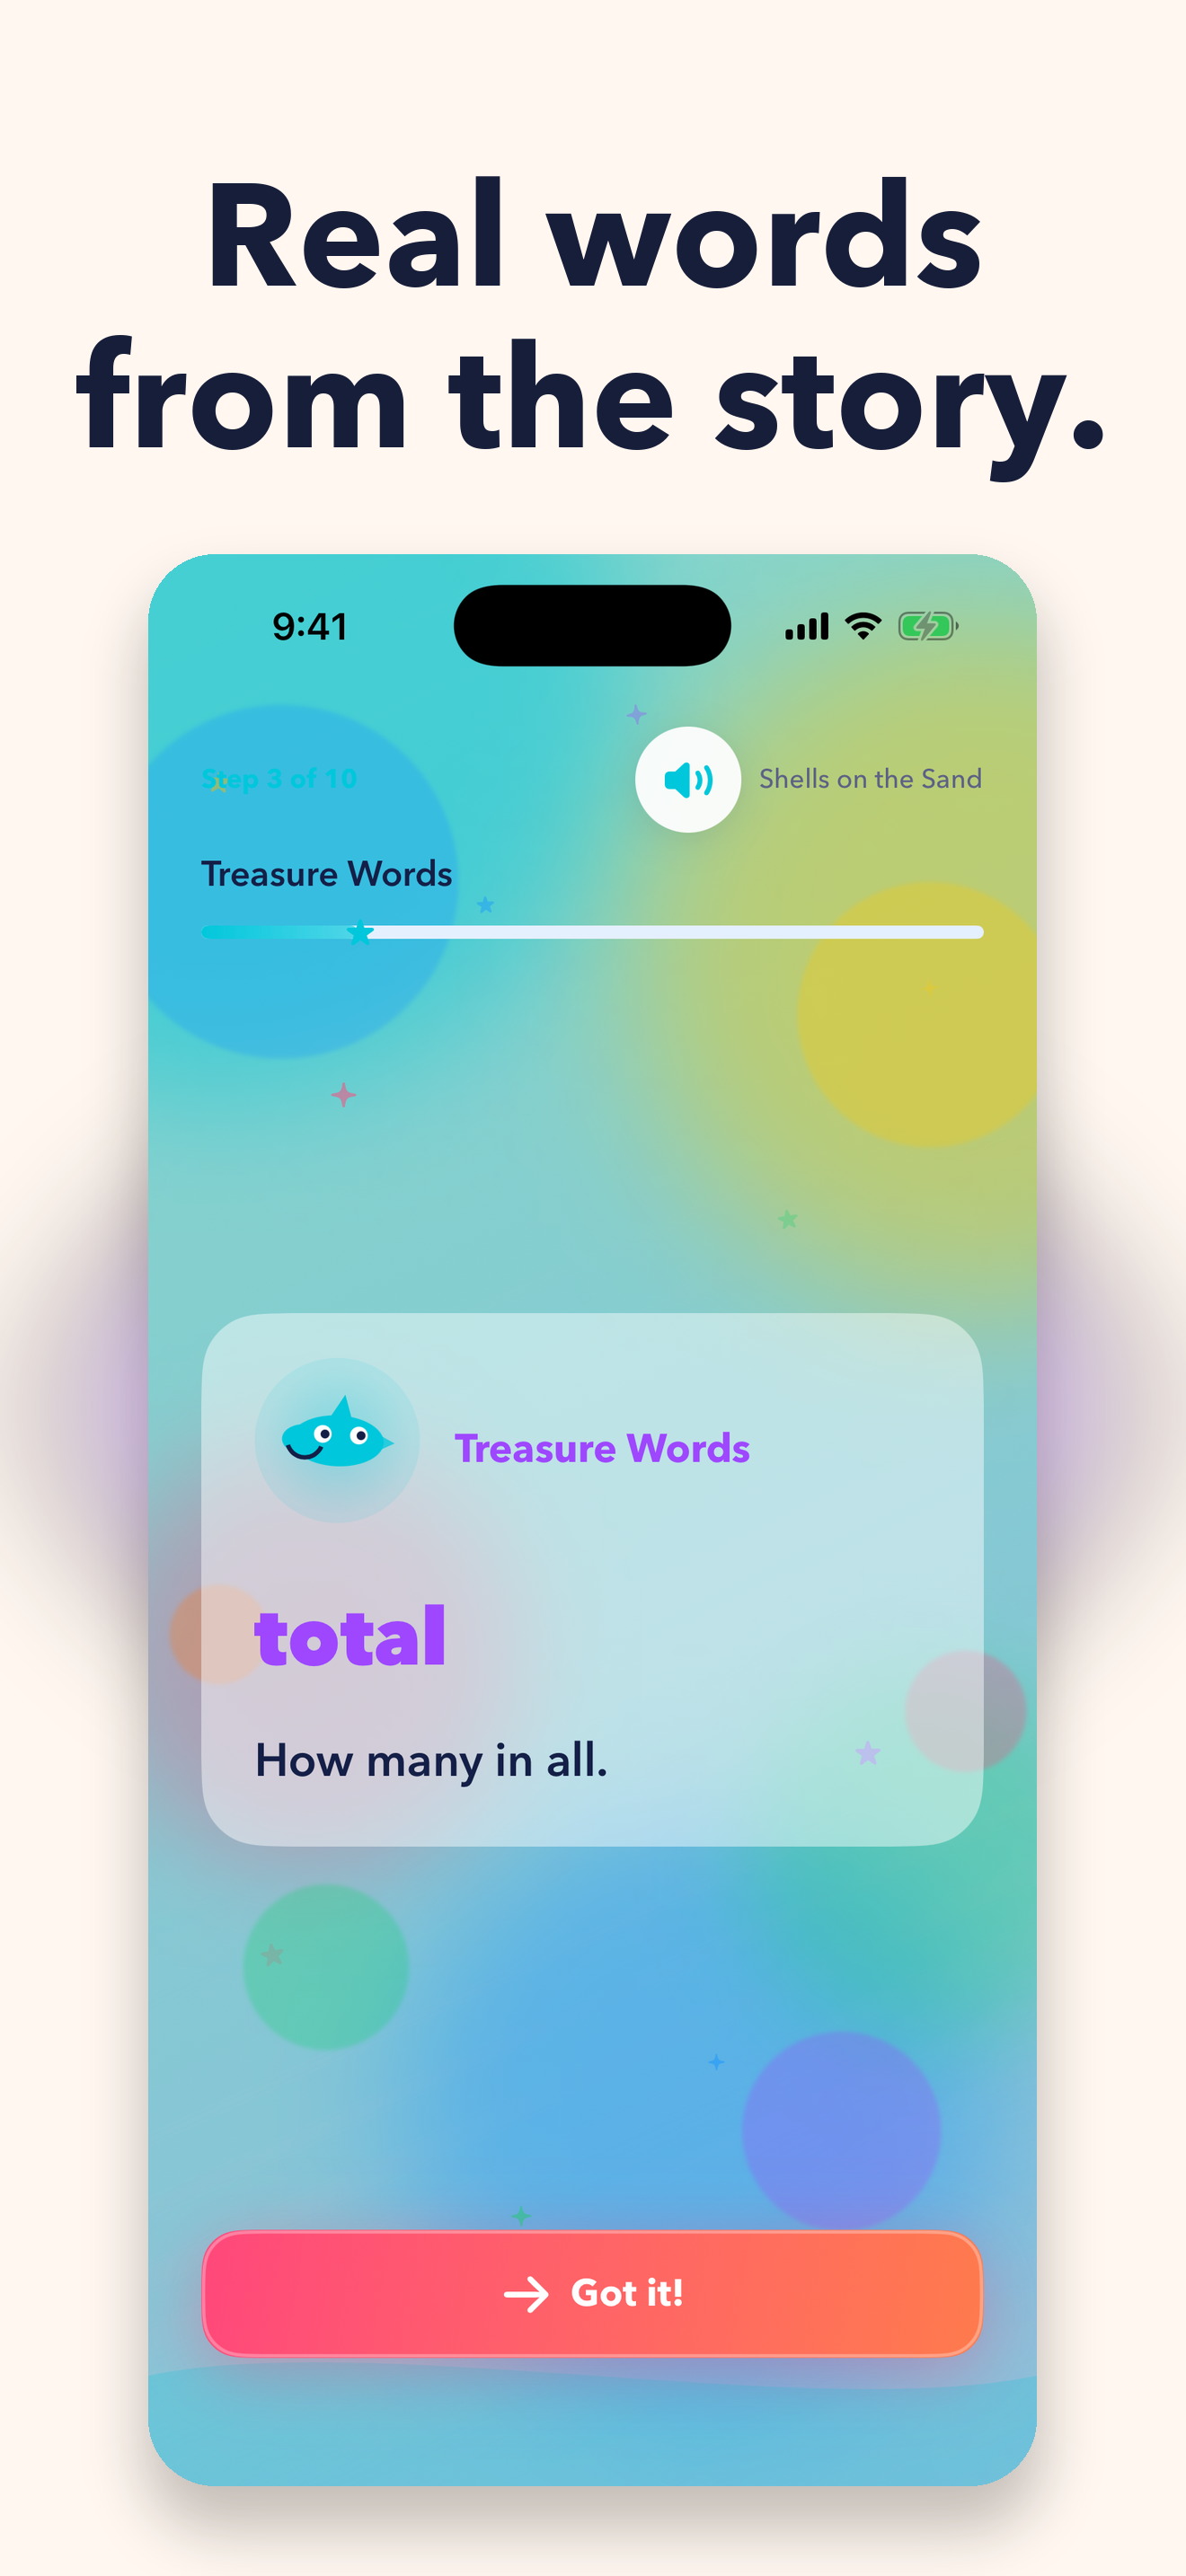 Real words
from the story.
9:41
Step 3 of 10
Shells on the Sand
Treasure Words
Treasure Words
total
How many in all.
Got it!